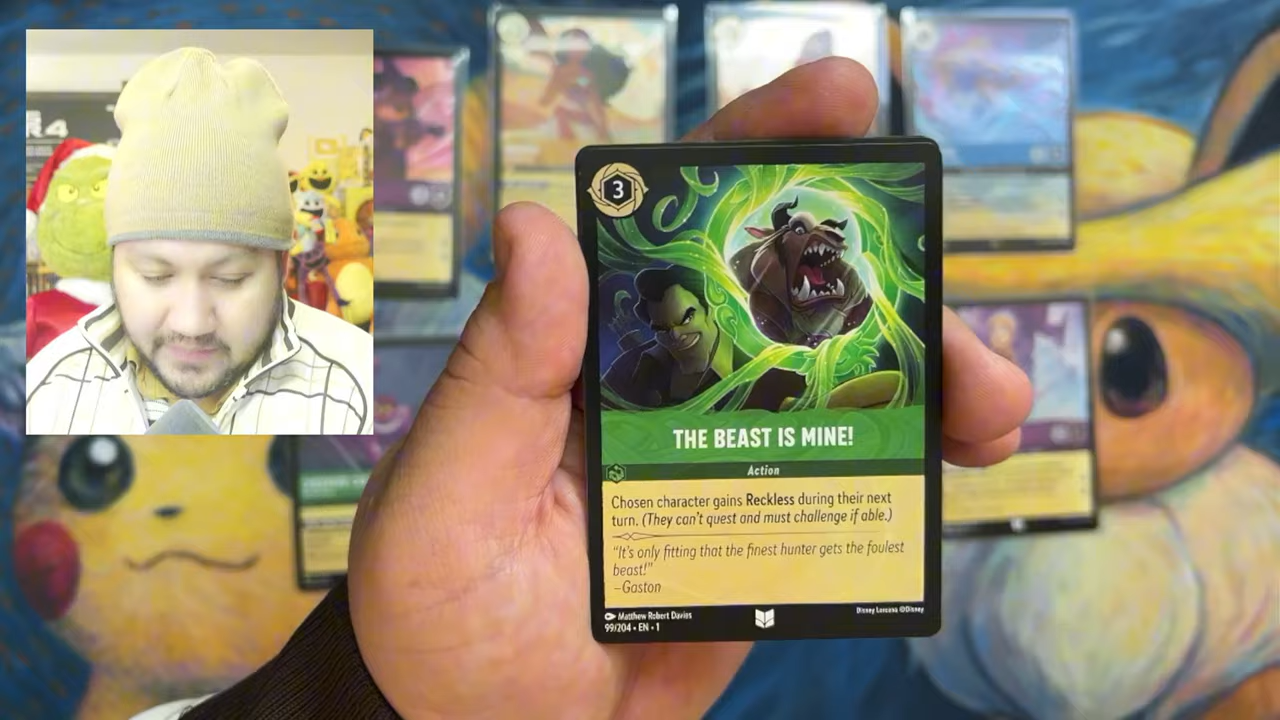 R4
3
THE BEAST IS MINE!
Action
Chosen character gains Reckless during their next
turn. (They can't quest and must challenge if able.)
"It's only fitting that the finest hunter gets the foulest
beast!"
–Gaston
Matthew Robert Davies
Disney Lorcana ©Disney
99/204 • EN • 1